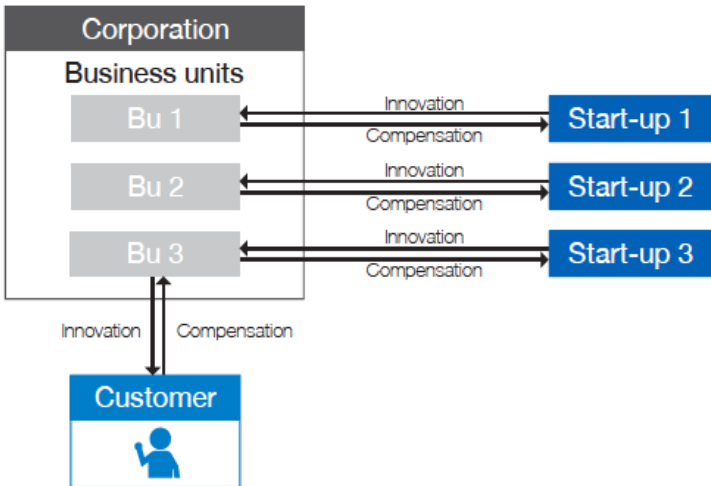 Corporation
Business units
Bu 1
Innovation
Compensation
Start-up 1
Bu 2
Innovation
Compensation
Start-up 2
Bu 3
Innovation
Compensation
Start-up 3
Innovation
Compensation
Customer